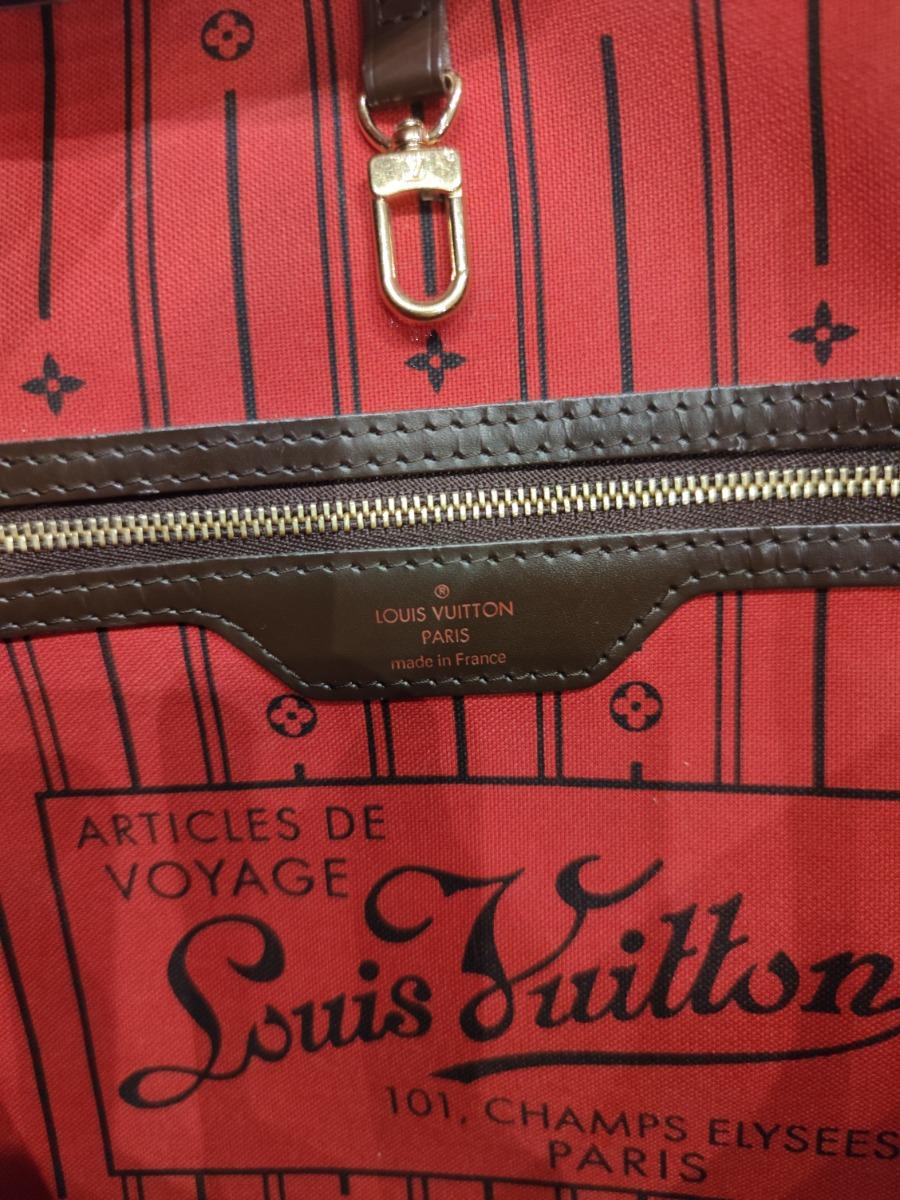 ®
LOUIS VUITTON
PARIS
made in France
ARTICLES DE
VOYAGE
Louis Vuitton
101, CHAMPS ELYSEES
PARIS